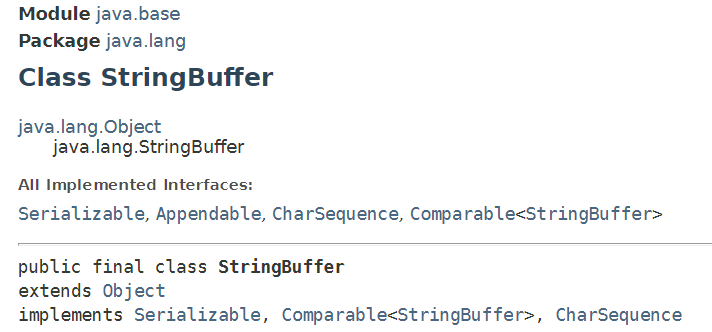 Module java.base
Package java.lang
Class StringBuffer
java.lang.Object
java.lang.StringBuffer
All Implemented Interfaces:
Serializable, Appendable, CharSequence, Comparable<StringBuffer>
public final class StringBuffer
extends Object
implements Serializable, Comparable<StringBuffer>, CharSequence